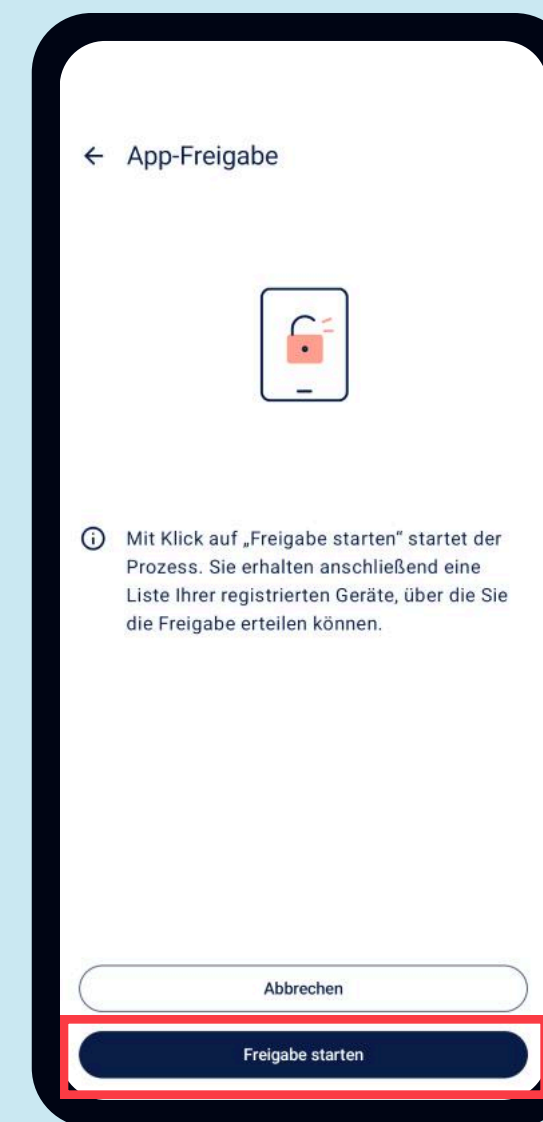 App-Freigabe
Mit Klick auf „Freigabe starten“ startet der
Prozess. Sie erhalten anschließend eine
Liste Ihrer registrierten Geräte, über die Sie
die Freigabe erteilen können.
Abbrechen
Freigabe starten